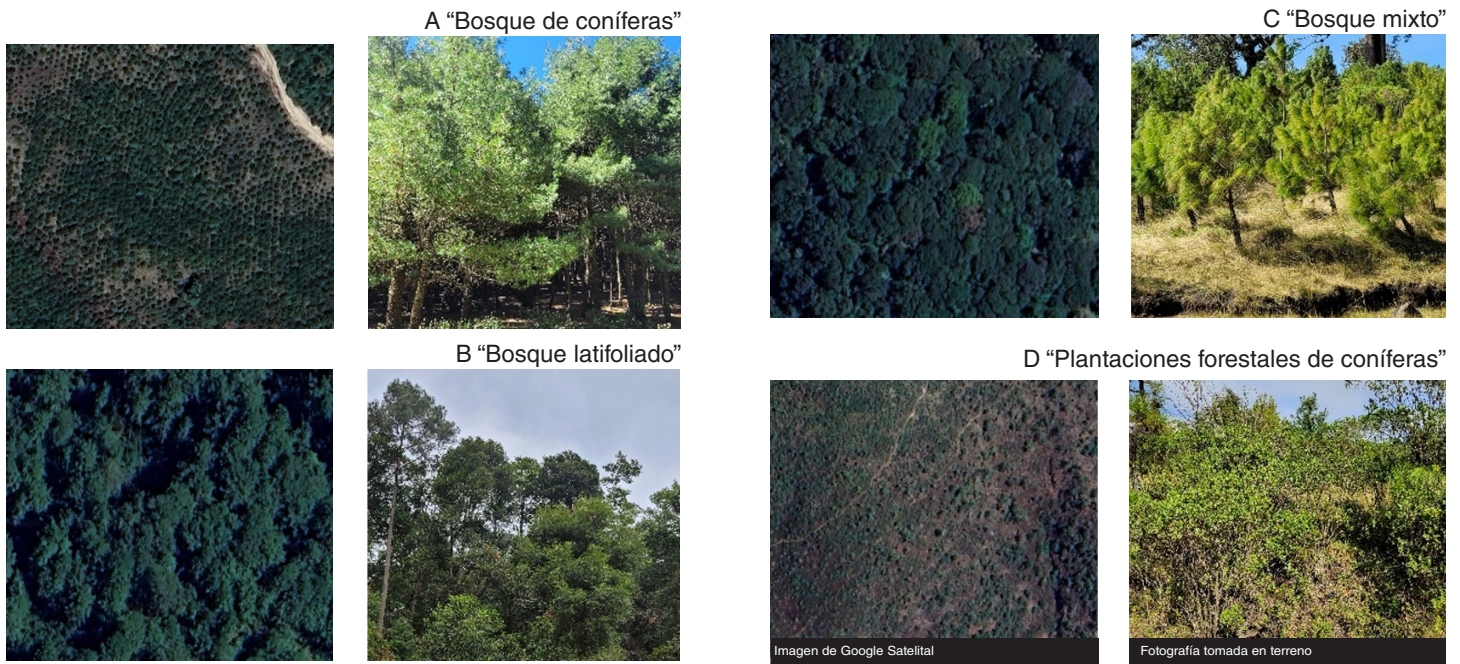 A “Bosque de coníferas”
C “Bosque mixto”
B “Bosque latifoliado”
D “Plantaciones forestales de coníferas”
Imagen de Google Satelital
Fotografía tomada en terreno